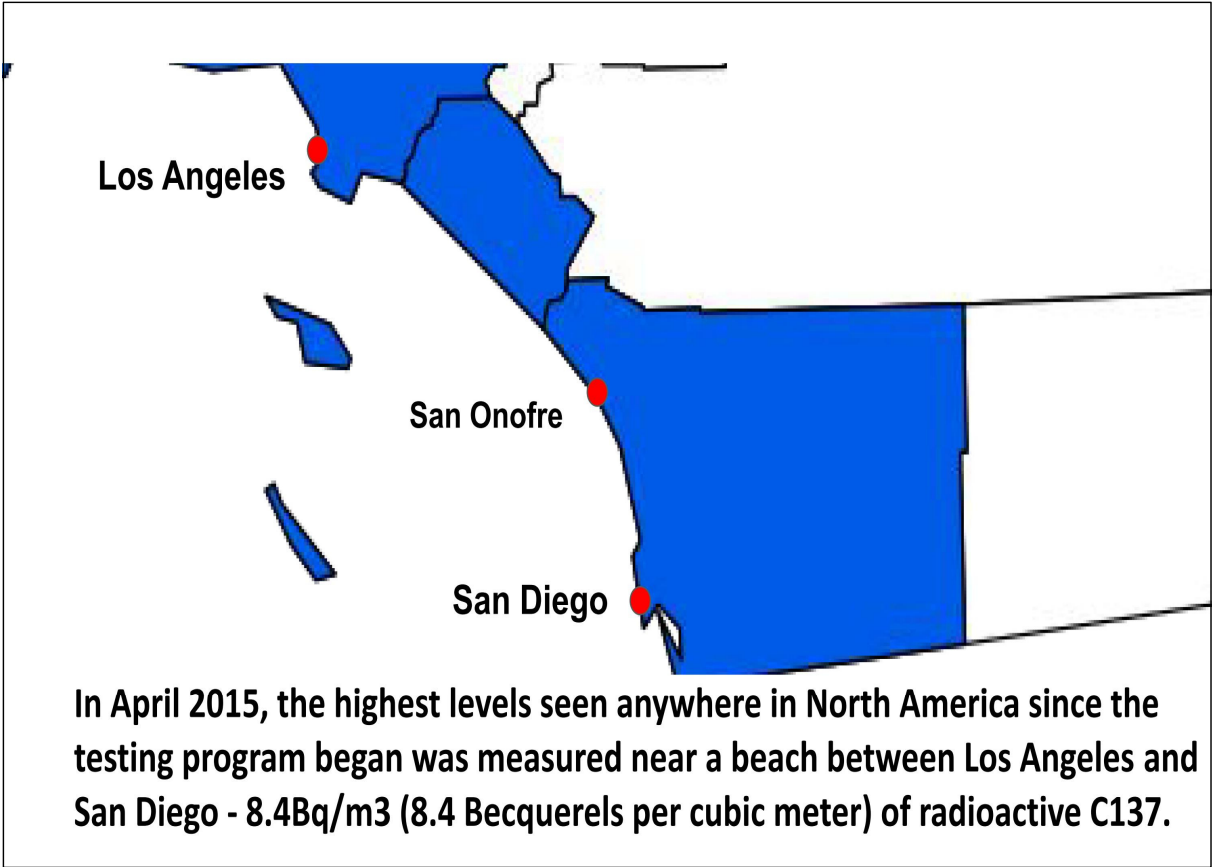 Los Angeles
San Onofre
San Diego
In April 2015, the highest levels seen anywhere in North America since the
testing program began was measured near a beach between Los Angeles and
San Diego - 8.4Bq/m3 (8.4 Becquerels per cubic meter) of radioactive C137.